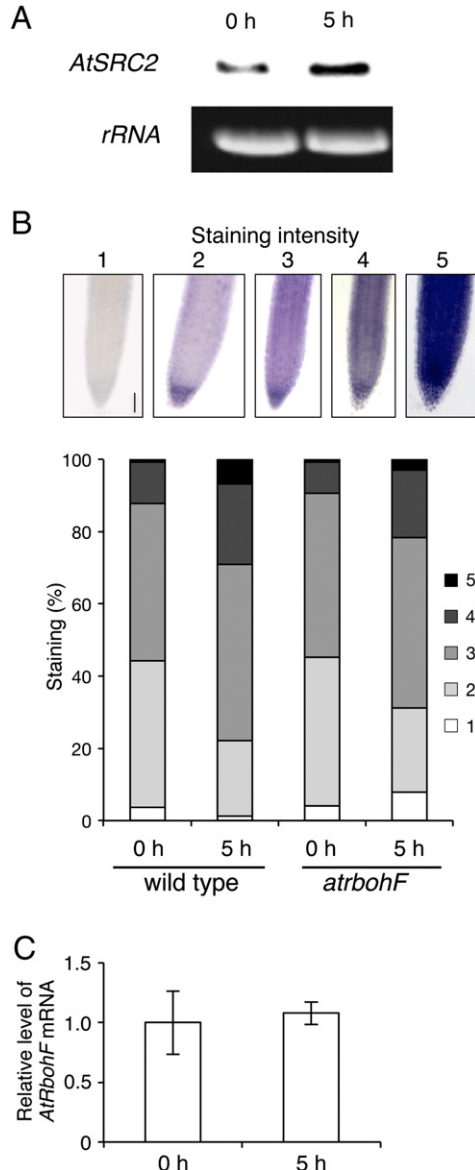 A
0 h 5 h
AtSRC2
rRNA
B
Staining intensity
1 2 3 4 5
100
80
60
40
20
0
Staining (%)
5
4
3
2
1
0 h 5 h 0 h 5 h
wild type atrbohF
C
Relative level of
AtRbohF mRNA
1.5
1.0
0.5
0
0 h 5 h